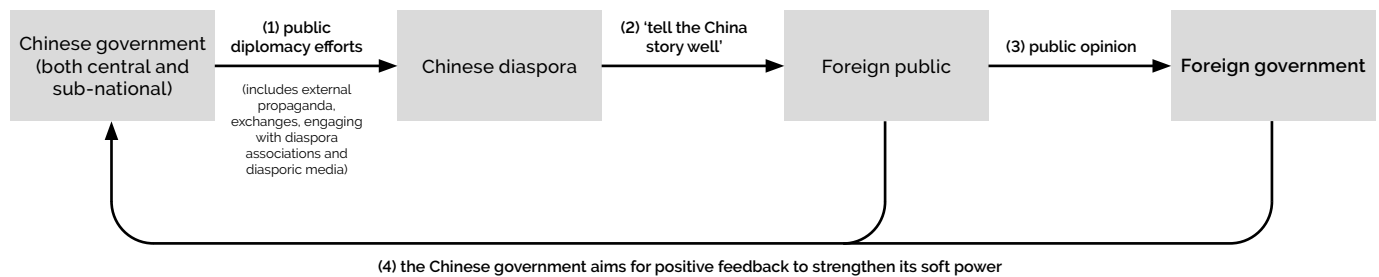 Chinese government
(both central and
sub-national)
(1) public
diplomacy efforts
(includes external
propaganda,
exchanges, engaging
with diaspora
associations and
diasporic media)
Chinese diaspora
(2) ‘tell the China
story well’
Foreign public
(3) public opinion
Foreign government
(4) the Chinese government aims for positive feedback to strengthen its soft power